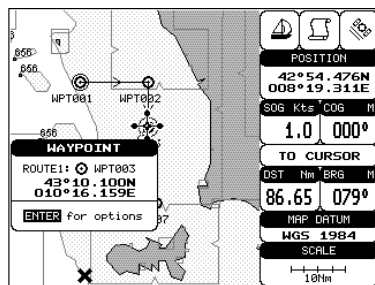 656
656
WPT001
WPT002
656
WAYPOINT
ROUTE1: WPT003
43°10.100N
010°16.159E
ENTER for options
POSITION
42°54.476N
008°19.311E
SOG Kts COG M
1.0 000°
TO CURSOR
DST Nm BRG M
86.65 079°
MAP DATUM
WGS 1984
SCALE
10Nm